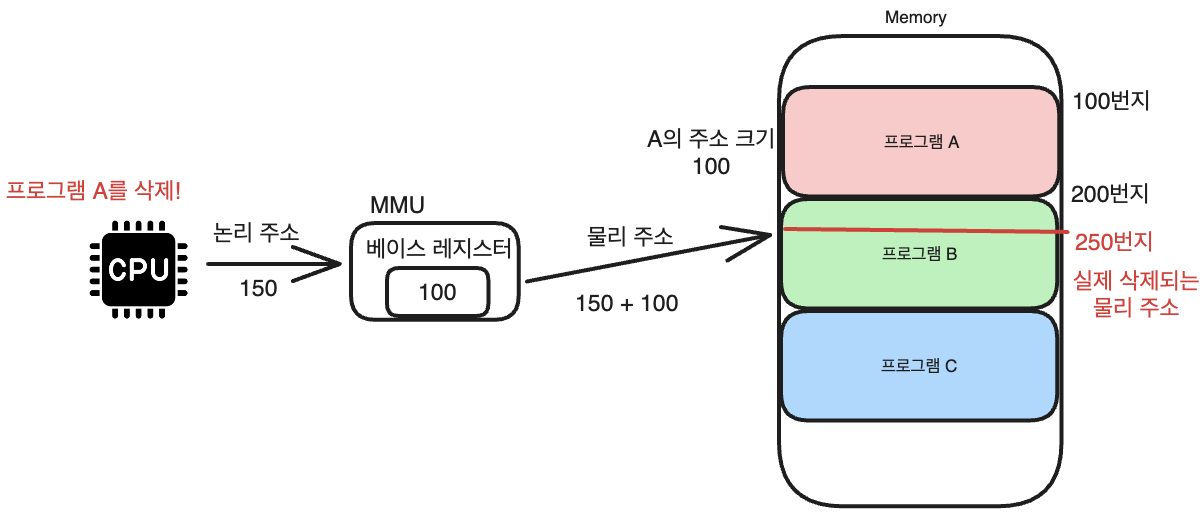 Memory
100번지
A의 주소 크기
100
프로그램 A
프로그램 A를 삭제!
200번지
MMU
논리 주소
물리 주소
250번지
베이스 레지스터
프로그램 B
CPU
150
100
150 + 100
실제 삭제되는
물리 주소
프로그램 C